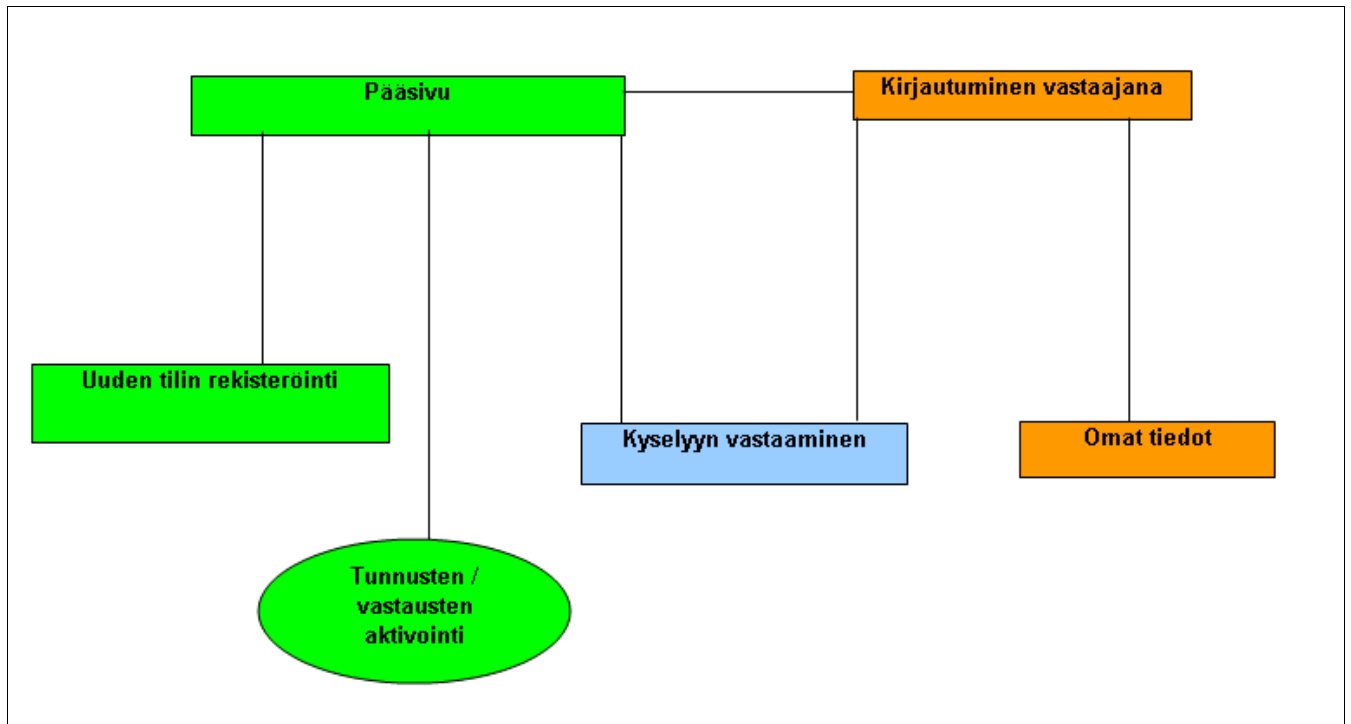 Pääsivu
Kirjautuminen vastaajana
Uuden tilin rekisteröinti
Kyselyyn vastaaminen
Omat tiedot
Tunnusten /
vastausten
aktivointi